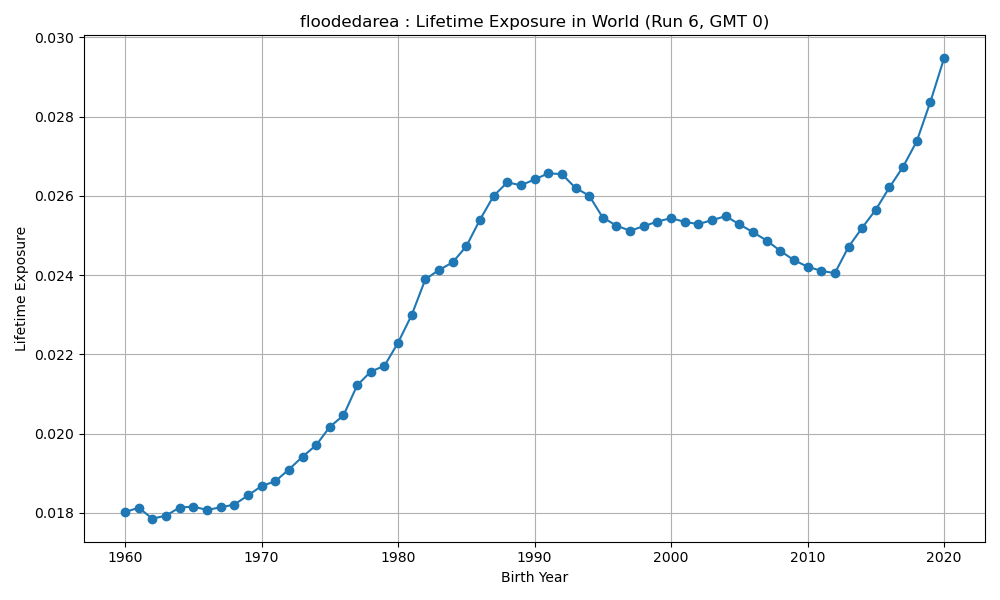 floodedarea : Lifetime Exposure in World (Run 6, GMT 0)
0.030
0.028
0.026
0.024
0.022
0.020
0.018
Lifetime Exposure
1960 1970 1980 1990 2000 2010 2020
Birth Year